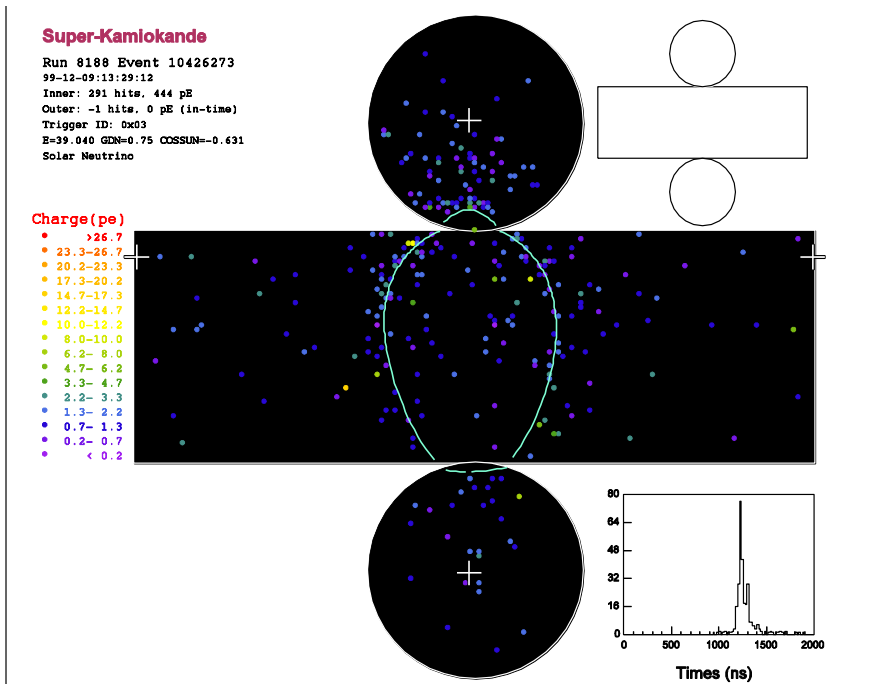 Super-Kamiokande
Run 8188 Event 10426273
99-12-09:13:29:12
Inner: 291 hits, 444 pE
Outer: -1 hits, 0 pE (in-time)
Trigger ID: 0x03
E=39.040 GDN=0.75 COSSUN=-0.631
Solar Neutrino
Charge(pe)
>26.7
23.3-26.7
20.2-23.3
17.3-20.2
14.7-17.3
12.2-14.7
10.0-12.2
8.0-10.0
6.2- 8.0
4.7- 6.2
3.3- 4.7
2.2- 3.3
1.3- 2.2
0.7- 1.3
0.2- 0.7
< 0.2
80
64
48
32
16
0
0 500 1000 1500 2000
Times (ns)